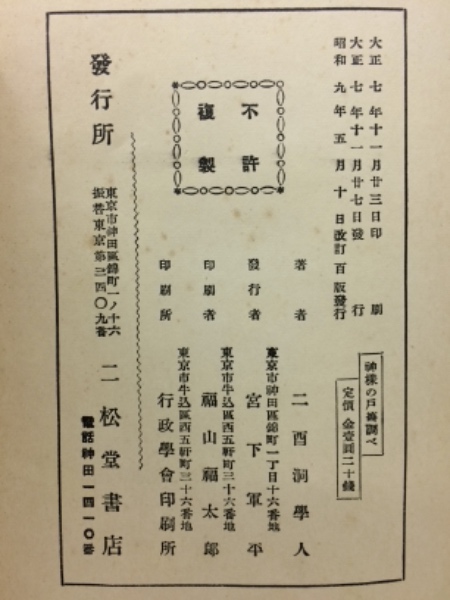 大正七年十一月廿三日印刷
大正七年十一月廿七日發行
昭和九年五月十日改訂百版發行
神樣の戸籍調べ
定價金壹圓二十錢
不許
複製
著者 二酉洞學人
東京市神田區錦町一丁目十六番地
發行者 宮下軍平
東京市牛込區西五軒町三十六番地
印刷者 福山福太郎
東京市牛込區西五軒町三十六番地
印刷所 行政學會印刷所
發行所
東京市神田區錦町一ノ十六
振替東京第三四〇九番
二松堂書店
電話神田一四一〇番